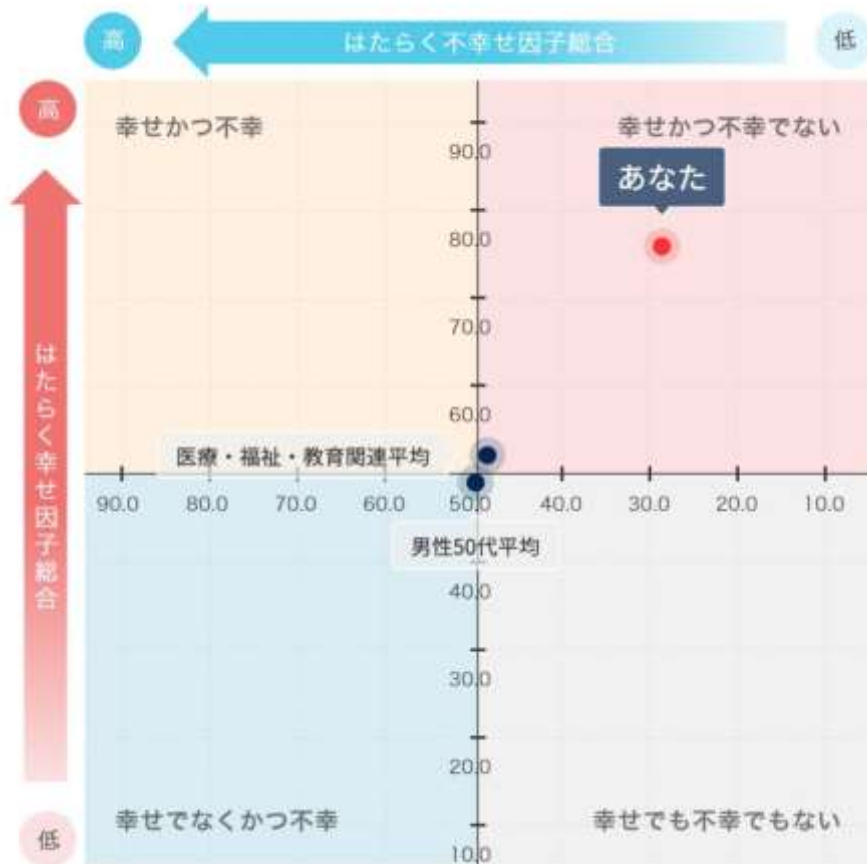 高
はたらく不幸せ因子総合
低
高
幸せかつ不幸
幸せかつ不幸でない
90.0
あなた
80.0
70.0
はたらく幸せ因子総合
60.0
医療・福祉・教育関連平均
90.0 80.0 70.0 60.0 50.0 40.0 30.0 20.0 10.0
男性50代平均
40.0
30.0
20.0
幸せでなくかつ不幸
幸せでも不幸でもない
低
10.0